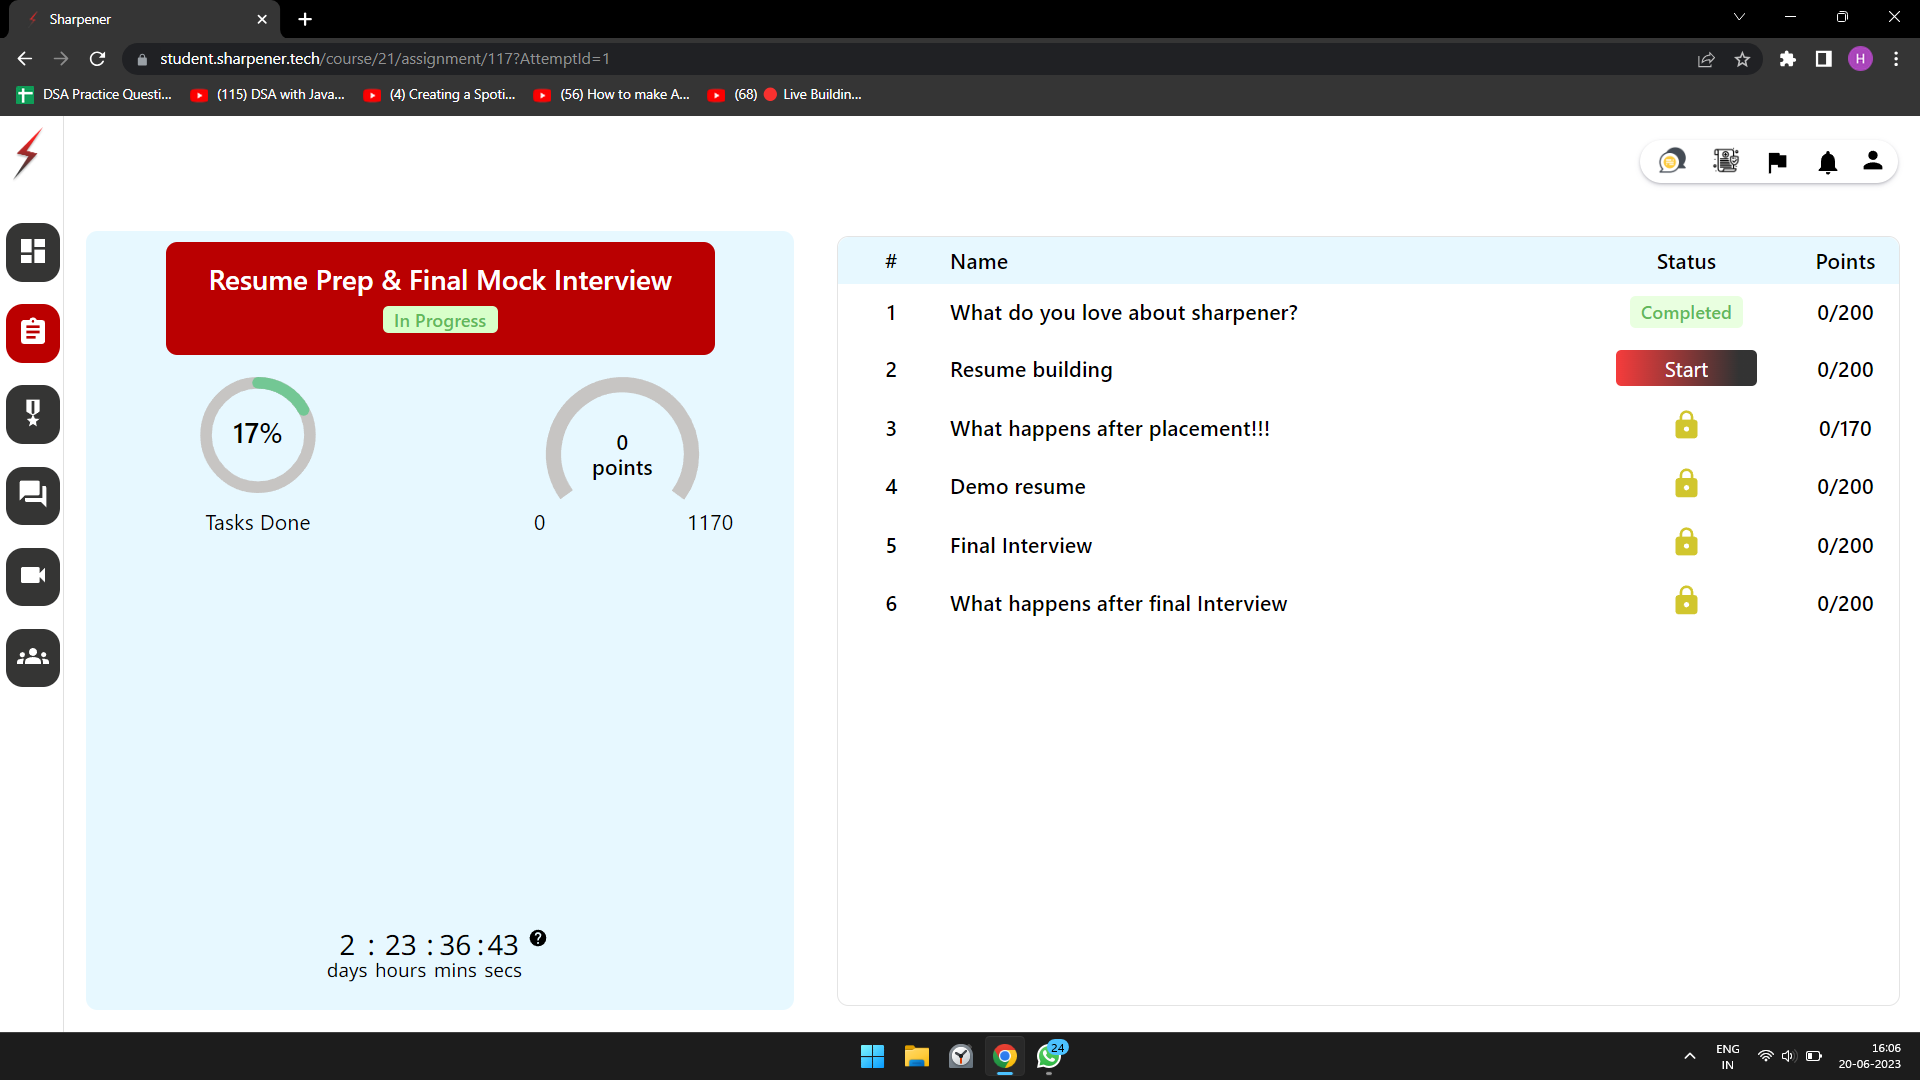 Sharpener
student.sharpener.tech/course/21/assignment/117?AttemptId=1
H
DSA Practice Questi...
(115) DSA with Java...
(4) Creating a Spoti...
(56) How to make A...
(68) 🔴 Live Buildin...
Resume Prep & Final Mock Interview
In Progress
17%
Tasks Done
0
points
0
1170
2 : 23 : 36 : 43 ?
days hours mins secs
# Name Status Points
1 What do you love about sharpener? Completed 0/200
2 Resume building Start 0/200
3 What happens after placement!!! 0/170
4 Demo resume 0/200
5 Final Interview 0/200
6 What happens after final Interview 0/200
24
ENG
IN
16:06
20-06-2023